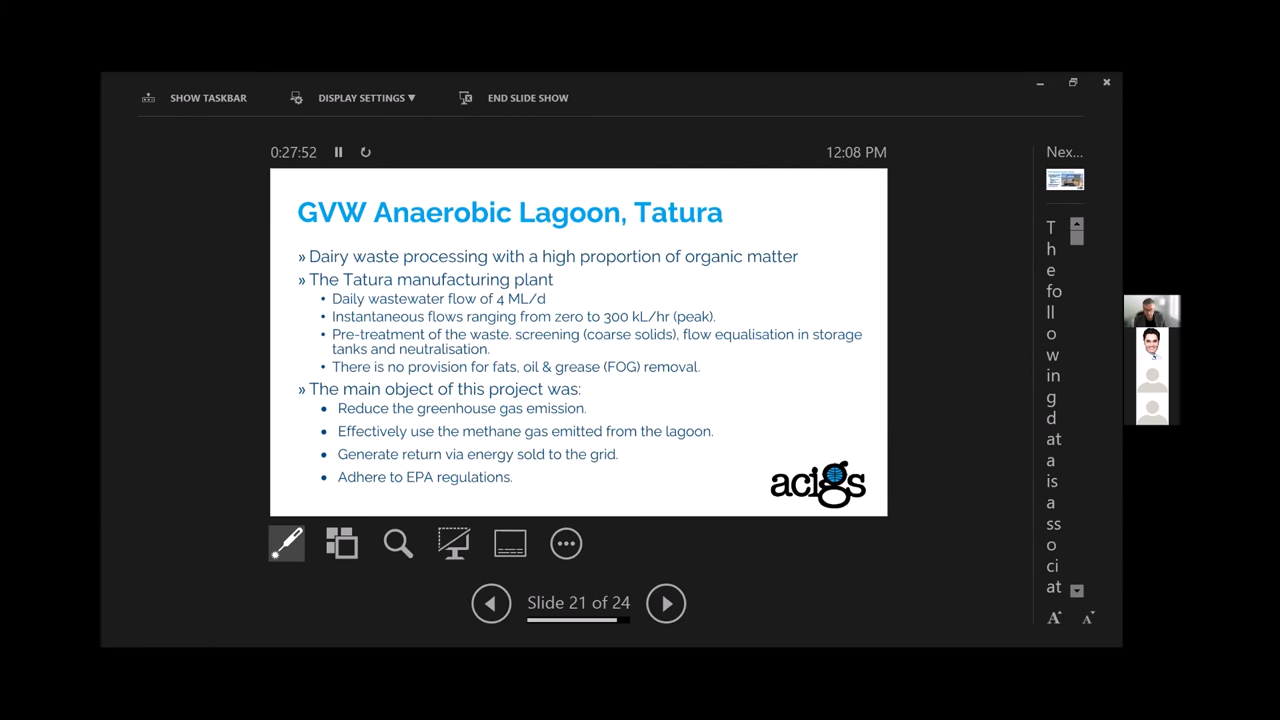 SHOW TASKBAR
DISPLAY SETTINGS ▼
END SLIDE SHOW
0:27:52
12:08 PM
Nex...
GVW Anaerobic Lagoon, Tatura
» Dairy waste processing with a high proportion of organic matter
» The Tatura manufacturing plant
• Daily wastewater flow of 4 ML/d
• Instantaneous flows ranging from zero to 300 kL/hr (peak).
• Pre-treatment of the waste. screening (coarse solids), flow equalisation in storage
tanks and neutralisation.
• There is no provision for fats, oil & grease (FOG) removal.
» The main object of this project was:
• Reduce the greenhouse gas emission.
• Effectively use the methane gas emitted from the lagoon.
• Generate return via energy sold to the grid.
• Adhere to EPA regulations.
acigs
T
h
e
fo
ll
o
w
in
g
d
at
a
is
a
ss
o
ci
at
Slide 21 of 24
A
A